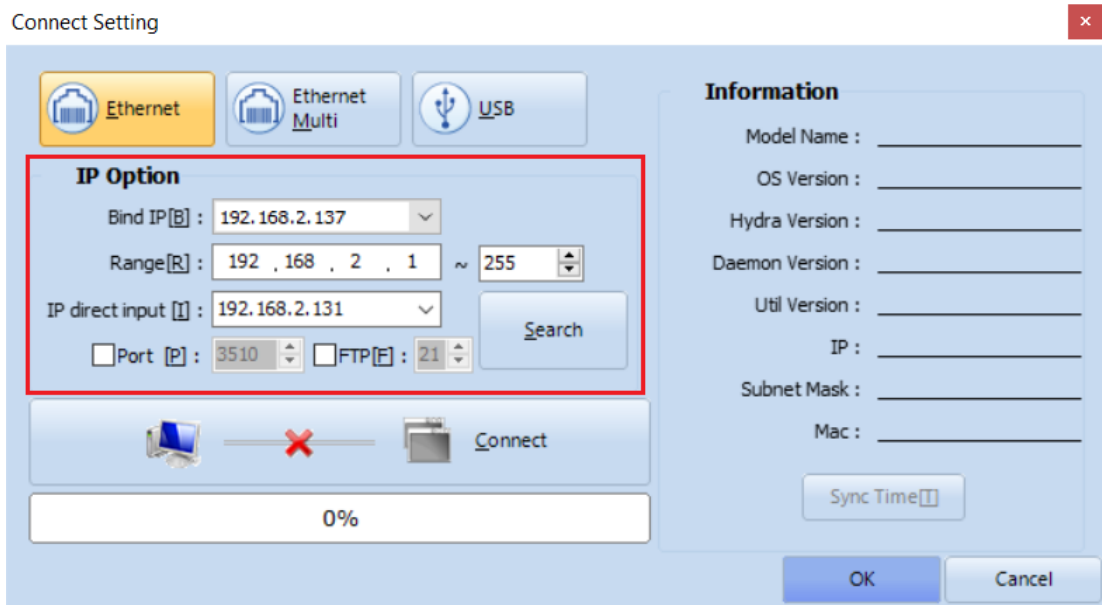 Connect Setting
Ethernet
Ethernet
Multi
USB
IP Option
Bind IP[B] : 192.168.2.137
Range[R] : 192 . 168 . 2 . 1 ~ 255
IP direct input [I] : 192.168.2.131
Search
Port [P] : 3510 FTP[F] : 21
Connect
0%
Information
Model Name :
OS Version :
Hydra Version :
Daemon Version :
Util Version :
IP :
Subnet Mask :
Mac :
Sync Time[T]
OK Cancel